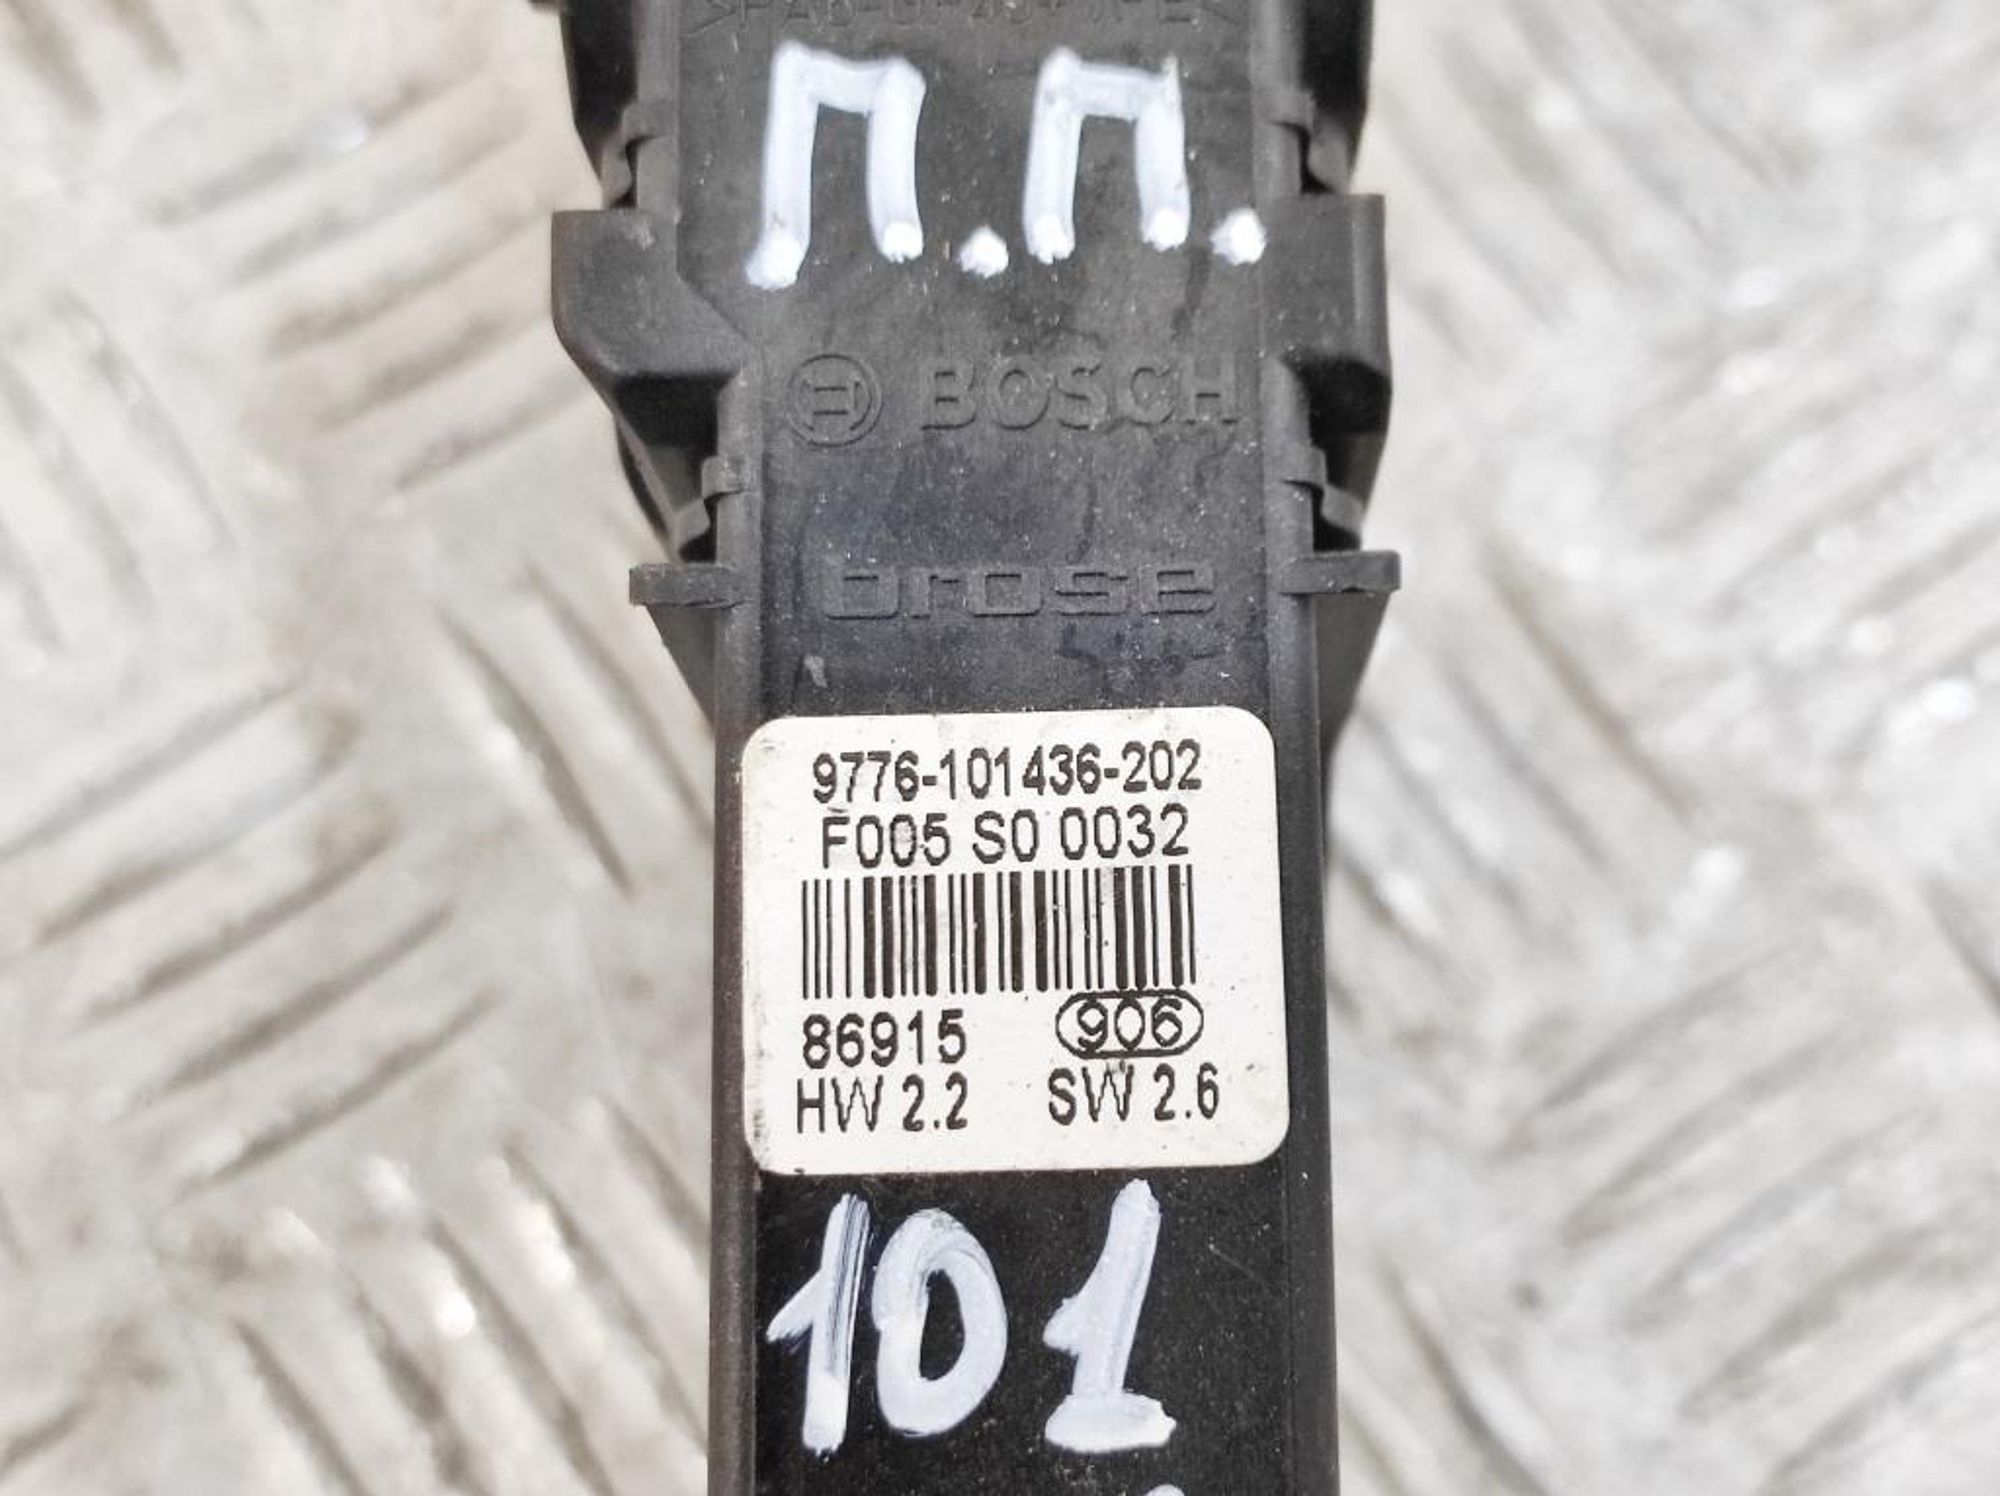 П.П.
BOSCH
brose
9776-101436-202
F005 S0 0032
86915 906
HW 2.2 SW 2.6
101